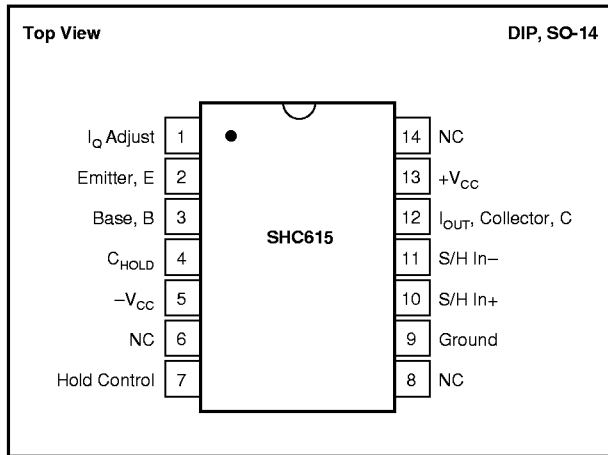 Top View DIP, SO-14
I_Q Adjust 1 14 NC
Emitter, E 2 13 +V_CC
Base, B 3 12 I_OUT, Collector, C
SHC615
C_HOLD 4 11 S/H In–
–V_CC 5 10 S/H In+
NC 6 9 Ground
Hold Control 7 8 NC